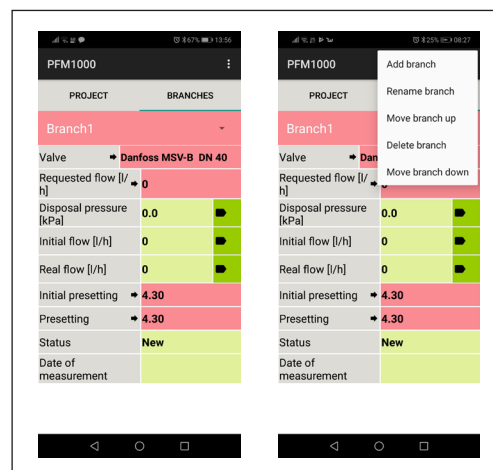 67% 13:56
PFM1000
PROJECT BRANCHES
Branch1
Valve Danfoss MSV-B DN 40
Requested flow [l/
h] 0
Disposal pressure
[kPa] 0.0
Initial flow [l/h] 0
Real flow [l/h] 0
Initial presetting 4.30
Presetting 4.30
Status New
Date of
measurement
25% 08:27
PFM1000
PROJECT
Branch1
Add branch
Rename branch
Move branch up
Delete branch
Move branch down
Valve Dan
Requested flow [l/
h]
Disposal pressure
[kPa] 0.0
Initial flow [l/h] 0
Real flow [l/h] 0
Initial presetting 4.30
Presetting 4.30
Status New
Date of
measurement